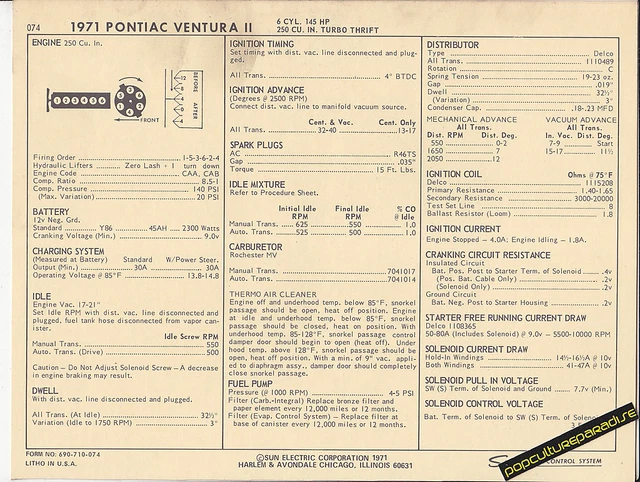 074
1971 PONTIAC VENTURA II
6 CYL. 145 HP
250 CU. IN. TURBO THRIFT
ENGINE 250 Cu. In.
FRONT
BEFORE
AFTER
Firing Order 1-5-3-6-2-4
Hydraulic Lifters Zero Lash + 1 turn down
Engine Code CAA, CAB
Comp. Ratio 8.5-1
Comp. Pressure 140 PSI
(Max. Variation) 20 PSI
BATTERY
12v Neg. Grd.
Standard Y86 45AH 2300 Watts
Cranking Voltage (Min.) 9.0v
CHARGING SYSTEM
(Measured at Battery) Standard W/Power Steer.
Output (Min.) 30A 30A
Operating Voltage @ 85°F 13.8-14.8
IDLE
Engine Vac. 17-21"
Set Idle RPM with dist. vac. line disconnected and
plugged, fuel tank hose disconnected from vapor can-
ister.
Idle Screw RPM
Manual Trans. 550
Auto. Trans. (Drive) 500
Caution – Do Not Adjust Solenoid Screw – A decrease
in engine braking may result.
DWELL
With dist. vac. line disconnected and plugged.
All Trans. (At Idle) 32½°
Variation (Idle to 1750 RPM) 3°
IGNITION TIMING
Set timing with dist. vac. line disconnected and plug-
ged.
All Trans. 4° BTDC
IGNITION ADVANCE
(Degrees @ 2500 RPM)
Connect dist. vac. line to manifold vacuum source.
Cent. & Vac. Cent. Only
All Trans. 32-40 13-17
SPARK PLUGS
AC R46TS
Gap .035"
Torque 15 Ft. Lbs.
IDLE MIXTURE
Refer to Procedure Sheet.
Initial Idle Final Idle % CO
RPM RPM @ Idle
Manual Trans. 625 550 1.0
Auto. Trans. 525 500 1.0
CARBURETOR
Rochester MV
Manual Trans. 7041017
Auto. Trans. 7041014
THERMO AIR CLEANER
Engine off and underhood temp. below 85°F, snorkel
passage should be open, heat off position. Engine
at idle and underhood temp. below 85°F, snorkel
passage should be closed, heat on position. With
underhood temp. 85-128°F, snorkel passage control
damper door should begin to open (heat off). Under
hood temp. above 128°F, snorkel passage should be
open, heat off position. With a min. of 9" vac. appli-
ed to diaphragm assy., damper door should completely
close snorkel passage.
FUEL PUMP
Pressure (@ 1000 RPM) 4-5 PSI
Filter (Carb.-Integral) Replace bronze filter and
paper element every 12,000 miles or 12 months.
Filter (Evap. Control System) – Replace filter at
base of canister every 12,000 miles or 12 months.
DISTRIBUTOR
Type Delco
All Trans. 1110489
Rotation C
Spring Tension 19-23 oz.
Gap .019"
Dwell 32½°
(Variation) 3°
Condenser Cap. .18-.23 MFD
MECHANICAL ADVANCE VACUUM ADVANCE
All Trans. All Trans.
Dist. RPM Dist. Deg. In. Vac. Dist. Deg.
550 0-2 7-9 Start
1650 7 15-17 11½
2050 12
IGNITION COIL Ohms @ 75°F
Delco 1115208
Primary Resistance 1.40-1.65
Secondary Resistance 3000-20000
Test Set Line 8
Ballast Resistor (Loom) 1.8
IGNITION CURRENT
Engine Stopped – 4.0A; Engine Idling – 1.8A.
CRANKING CIRCUIT RESISTANCE
Insulated Circuit
Bat. Pos. Post to Starter Term. of Solenoid .4v
(Pos. Bat. Cable Only) .2v
(Solenoid Only) .2v
Ground Circuit
Bat. Neg. Post to Starter Housing .2v
STARTER FREE RUNNING CURRENT DRAW
Delco 1108365
50-80A (Includes Solenoid) @ 9.0v – 5500-10000 RPM
SOLENOID CURRENT DRAW
Hold-In Windings 14½-16½A @ 10v
Both Windings 41-47A @ 10v
SOLENOID PULL IN VOLTAGE
SW (S) Term. of Solenoid and Ground 7.7v (Min.)
SOLENOID CONTROL VOLTAGE
Bat. Term. of Solenoid to SW (S) Term. of Solenoid
FORM NO: 690-710-074
LITHO IN U.S.A.
©SUN ELECTRIC CORPORATION 1971
HARLEM & AVONDALE CHICAGO, ILLINOIS 60631
CONTROL SYSTEM
popcultureparadise